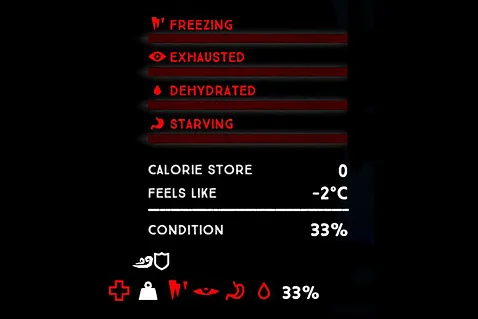 FREEZING
EXHAUSTED
DEHYDRATED
STARVING
CALORIE STORE 0
FEELS LIKE -2°C
CONDITION 33%
33%